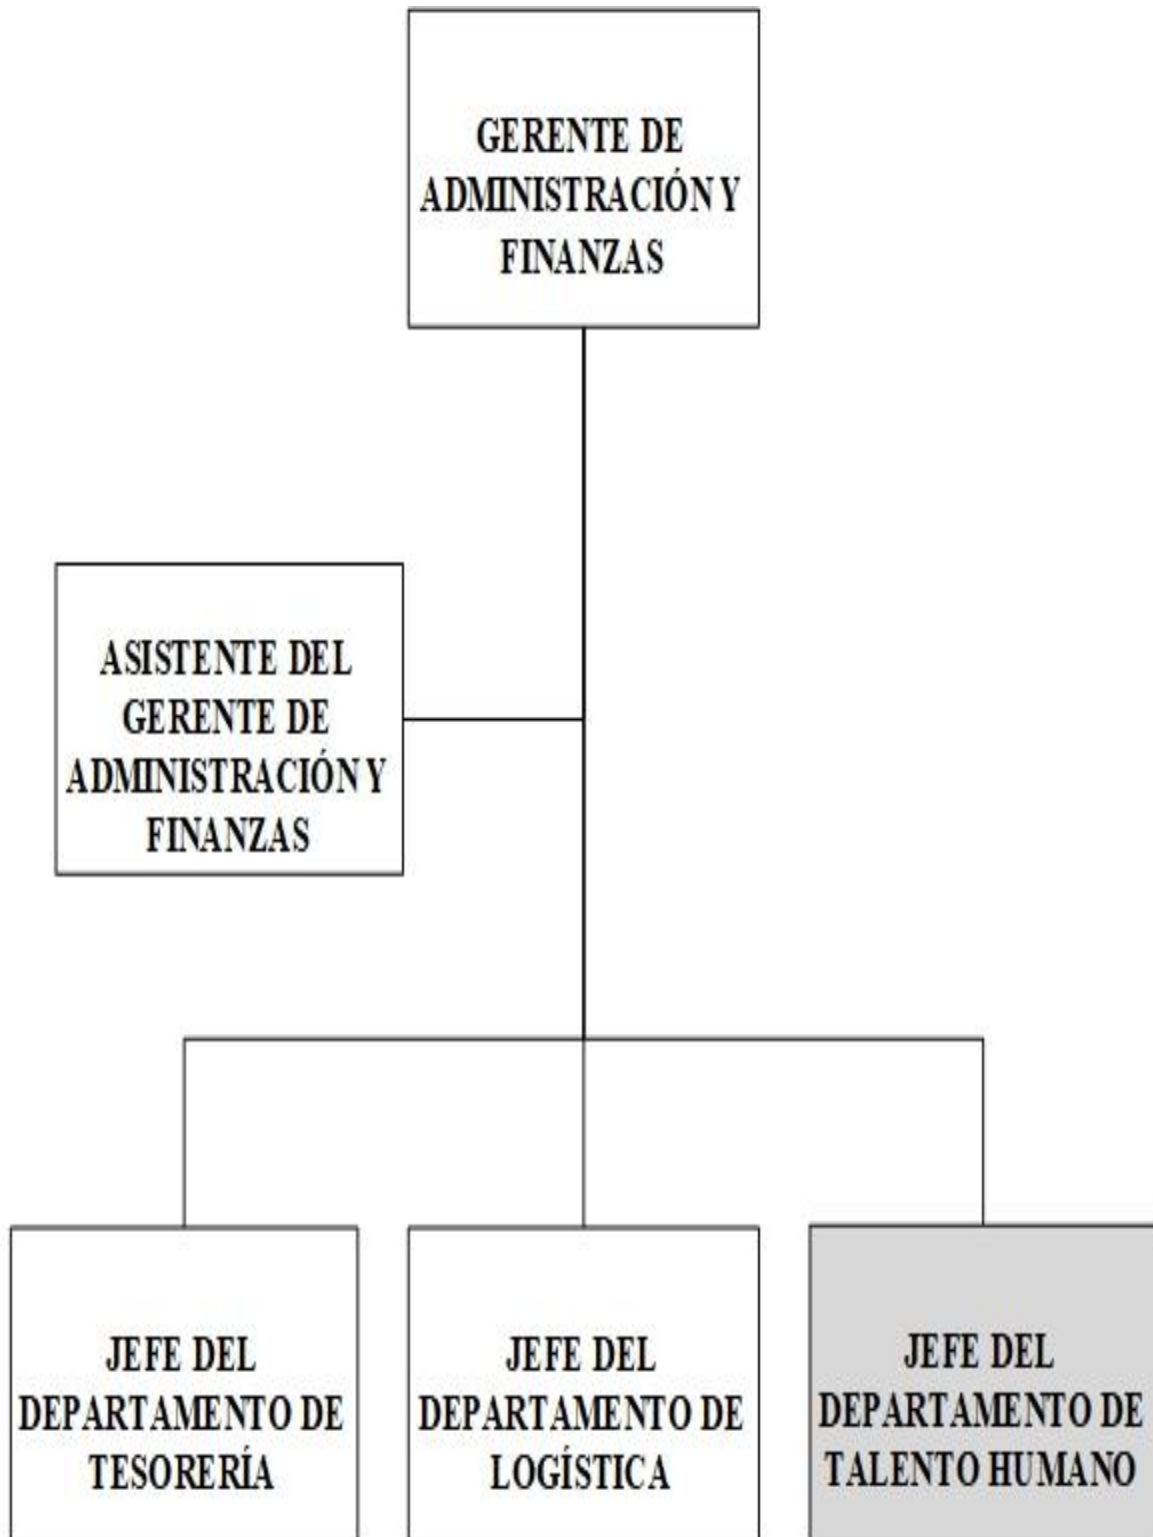 GERENTE DE
ADMINISTRACIÓN Y
FINANZAS
ASISTENTE DEL
GERENTE DE
ADMINISTRACIÓN Y
FINANZAS
JEFE DEL
DEPARTAMENTO DE
TESORERÍA
JEFE DEL
DEPARTAMENTO DE
LOGÍSTICA
JEFE DEL
DEPARTAMENTO DE
TALENTO HUMANO